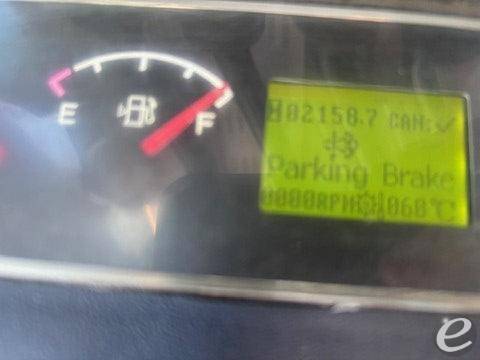 E
F
02158.7 CAN:✓
Parking Brake
0000RPM 060℃
e